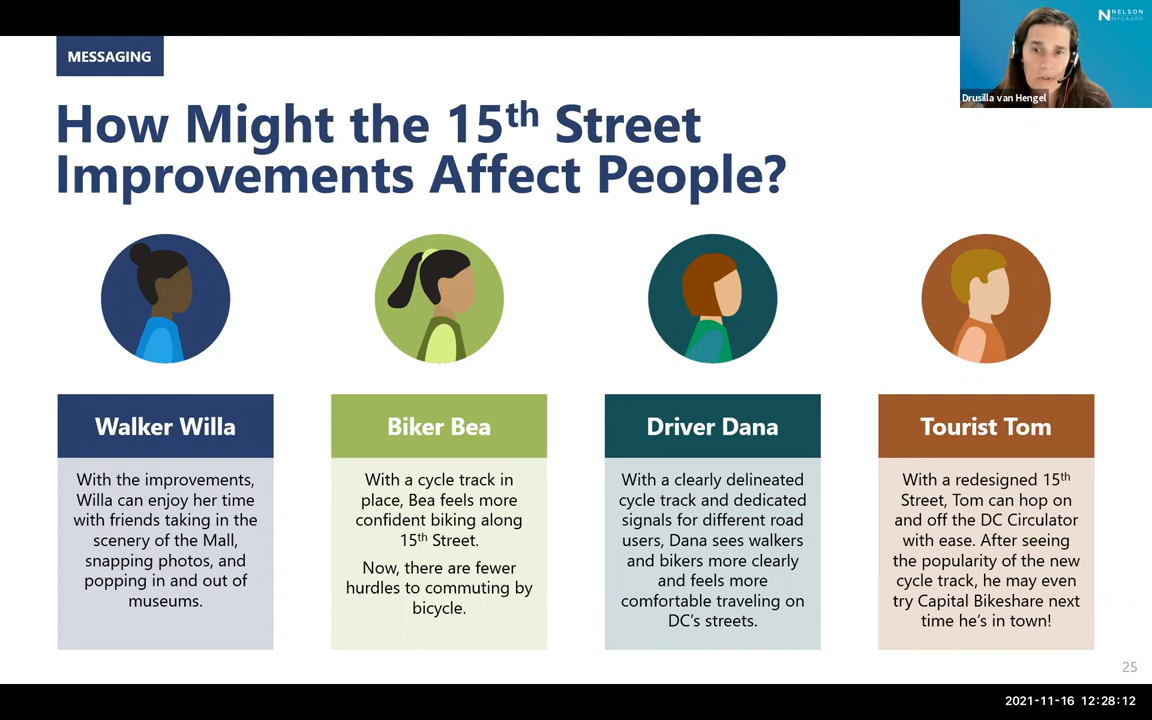 NELSON
NYGAARD
Drusilla van Hengel
MESSAGING
How Might the 15th Street
Improvements Affect People?
Walker Willa
With the improvements,
Willa can enjoy her time
with friends taking in the
scenery of the Mall,
snapping photos, and
popping in and out of
museums.
Biker Bea
With a cycle track in
place, Bea feels more
confident biking along
15th Street.
Now, there are fewer
hurdles to commuting by
bicycle.
Driver Dana
With a clearly delineated
cycle track and dedicated
signals for different road
users, Dana sees walkers
and bikers more clearly
and feels more
comfortable traveling on
DC's streets.
Tourist Tom
With a redesigned 15th
Street, Tom can hop on
and off the DC Circulator
with ease. After seeing
the popularity of the new
cycle track, he may even
try Capital Bikeshare next
time he's in town!
25
2021-11-16 12:28:12